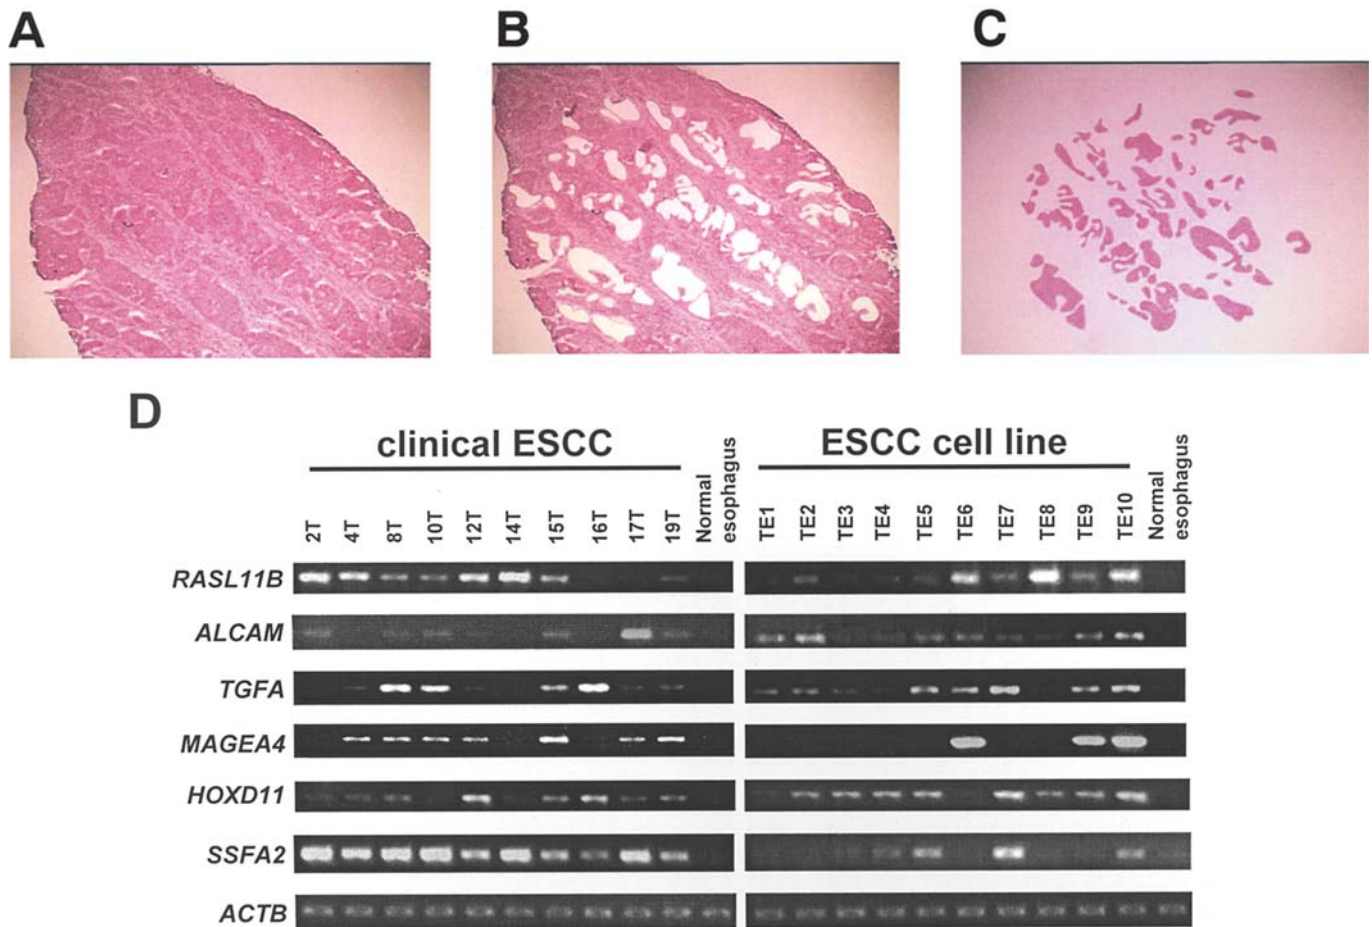 A
B
C
D
clinical ESCC
ESCC cell line
2T 4T 8T 10T 12T 14T 15T 16T 17T 19T Normal esophagus
TE1 TE2 TE3 TE4 TE5 TE6 TE7 TE8 TE9 TE10 Normal esophagus
RASL11B
ALCAM
TGFA
MAGEA4
HOXD11
SSFA2
ACTB